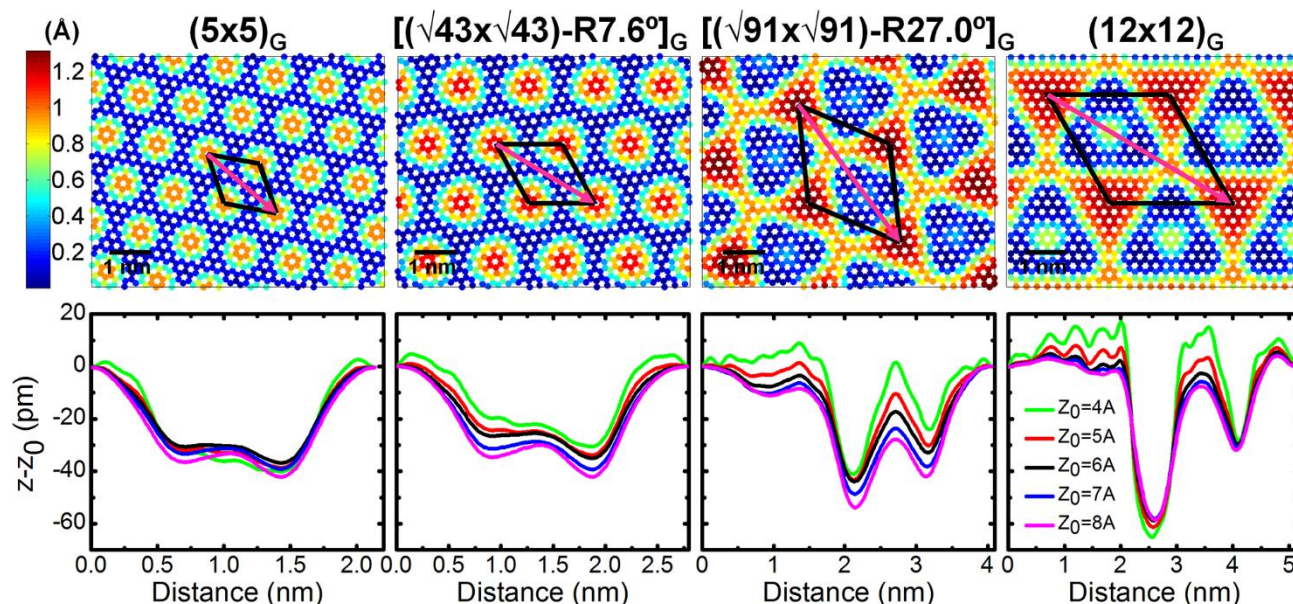 (Å)
(5x5)G
[(√43x√43)-R7.6º]G
[(√91x√91)-R27.0º]G
(12x12)G
1.2
1
0.8
0.6
0.4
0.2
1 nm
1 nm
1 nm
1 nm
20
0
-20
-40
-60
z-z0 (pm)
Z0=4A
Z0=5A
Z0=6A
Z0=7A
Z0=8A
0.0 0.5 1.0 1.5 2.0
0.0 0.5 1.0 1.5 2.0 2.5
0 1 2 3 4
0 1 2 3 4 5
Distance (nm)
Distance (nm)
Distance (nm)
Distance (nm)